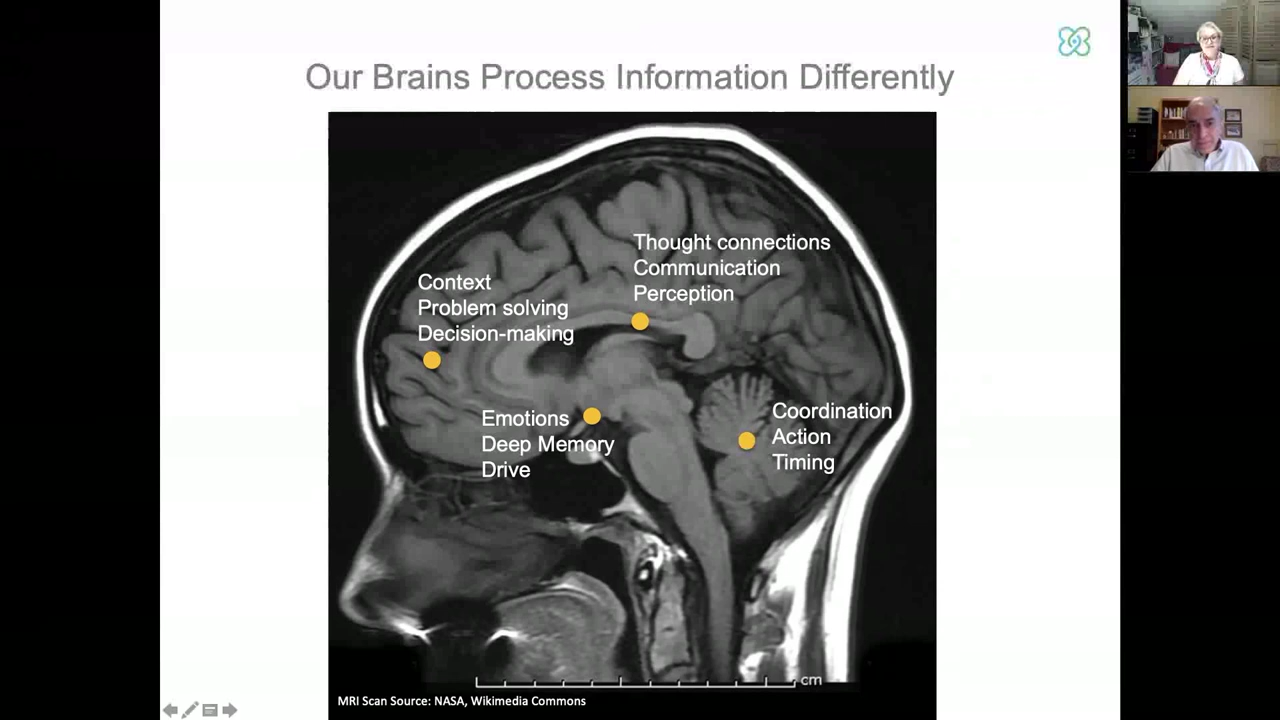 Our Brains Process Information Differently
Context
Problem solving
Decision-making
Thought connections
Communication
Perception
Emotions
Deep Memory
Drive
Coordination
Action
Timing
cm
MRI Scan Source: NASA, Wikimedia Commons